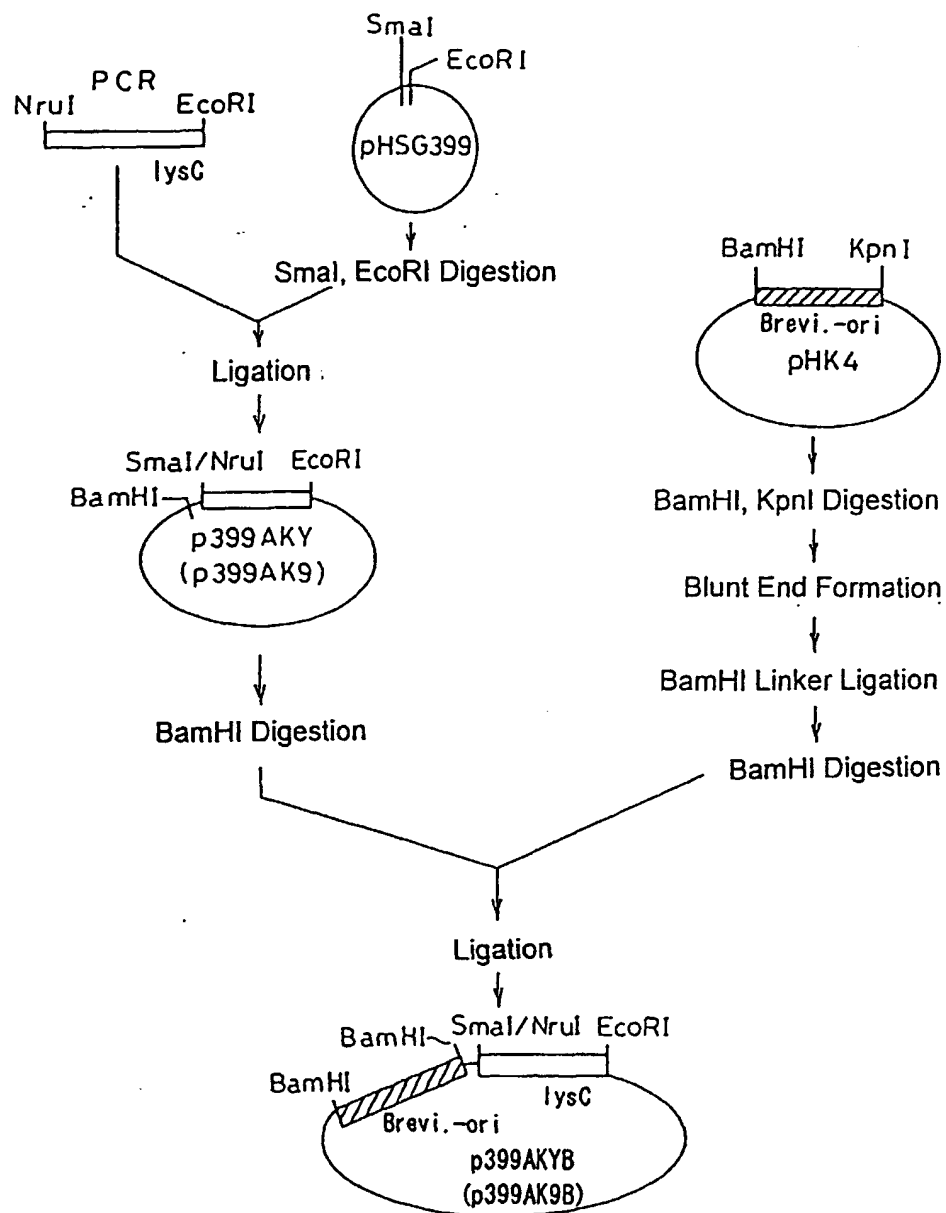 SmaI
EcoRI
PCR
NruI EcoRI
lysC
pHSG399
SmaI, EcoRI Digestion
Ligation
SmaI/NruI EcoRI
BamHI
p399AKY
(p399AK9)
BamHI Digestion
BamHI KpnI
Brevi.-ori
pHK4
BamHI, KpnI Digestion
Blunt End Formation
BamHI Linker Ligation
BamHI Digestion
Ligation
BamHI SmaI/NruI EcoRI
BamHI
lysC
Brevi.-ori
p399AKYB
(p399AK9B)